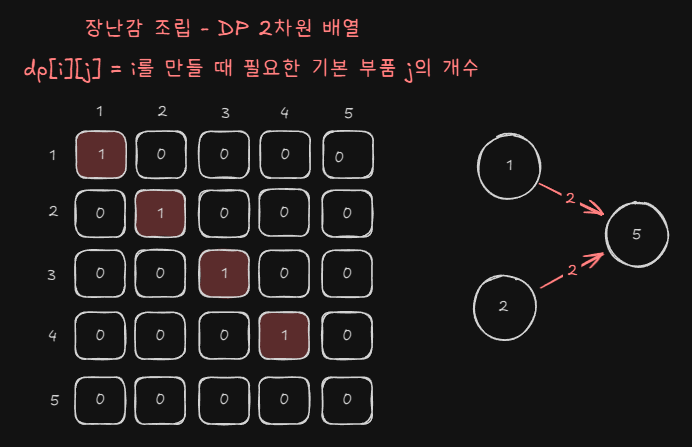 장난감 조립 - DP 2차원 배열
dp[i][j] = i를 만들 때 필요한 기본 부품 j의 개수
1 2 3 4 5
1 1 0 0 0 0
2 0 1 0 0 0
3 0 0 1 0 0
4 0 0 0 1 0
5 0 0 0 0 0
1
2
5
2
2